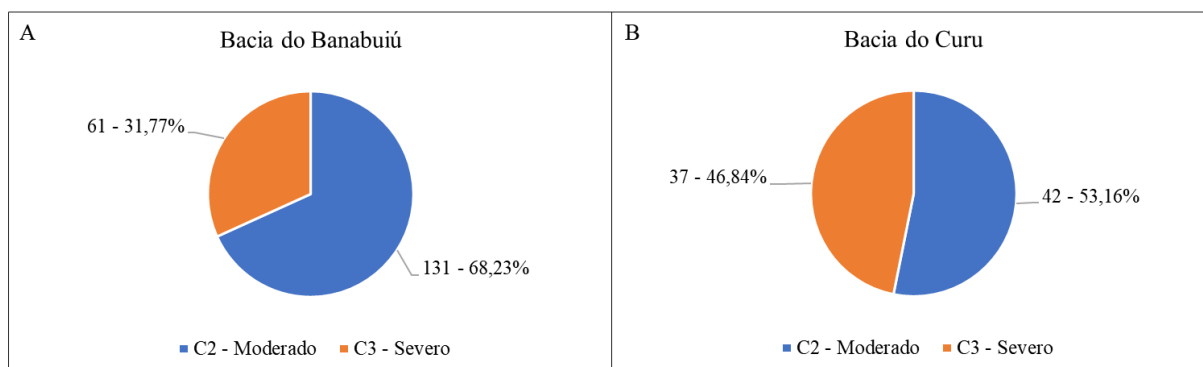 A
Bacia do Banabuiú
61 - 31,77%
131 - 68,23%
C2 - Moderado
C3 - Severo
B
Bacia do Curu
37 - 46,84%
42 - 53,16%
C2 - Moderado
C3 - Severo